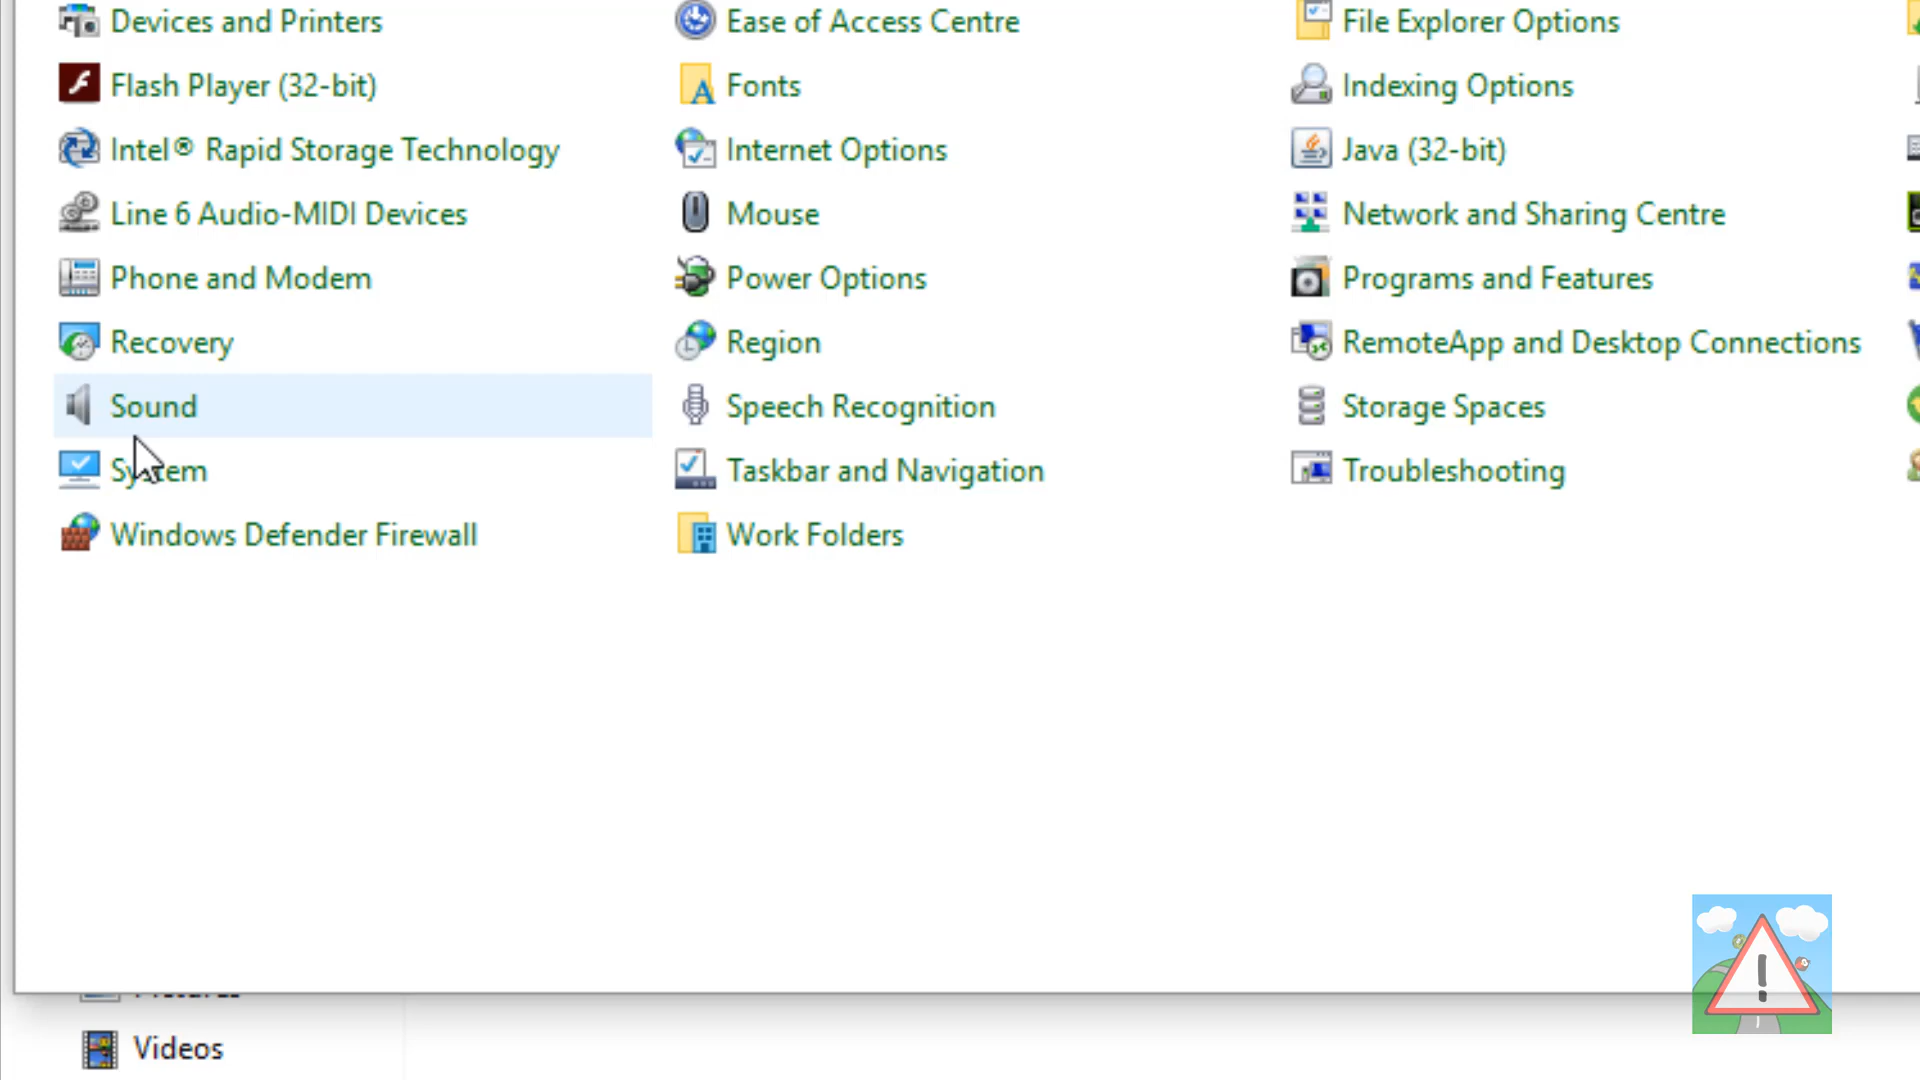 Devices and Printers
Ease of Access Centre
File Explorer Options
Flash Player (32-bit)
Fonts
Indexing Options
Intel® Rapid Storage Technology
Internet Options
Java (32-bit)
Line 6 Audio-MIDI Devices
Mouse
Network and Sharing Centre
Phone and Modem
Power Options
Programs and Features
Recovery
Region
RemoteApp and Desktop Connections
Sound
Speech Recognition
Storage Spaces
System
Taskbar and Navigation
Troubleshooting
Windows Defender Firewall
Work Folders
Videos